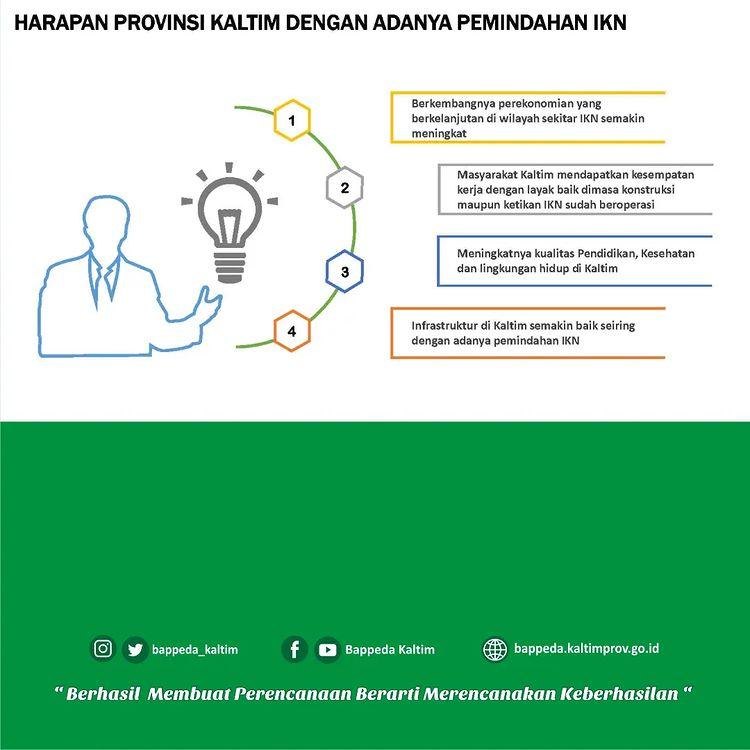 HARAPAN PROVINSI KALTIM DENGAN ADANYA PEMINDAHAN IKN
1
Berkembangnya perekonomian yang
berkelanjutan di wilayah sekitar IKN semakin
meningkat
2
Masyarakat Kaltim mendapatkan kesempatan
kerja dengan layak baik dimasa konstruksi
maupun ketikan IKN sudah beroperasi
3
Meningkatnya kualitas Pendidikan, Kesehatan
dan lingkungan hidup di Kaltim
4
Infrastruktur di Kaltim semakin baik seiring
dengan adanya pemindahan IKN
bappeda_kaltim
Bappeda Kaltim
bappeda.kaltimprov.go.id
“ Berhasil Membuat Perencanaan Berarti Merencanakan Keberhasilan “